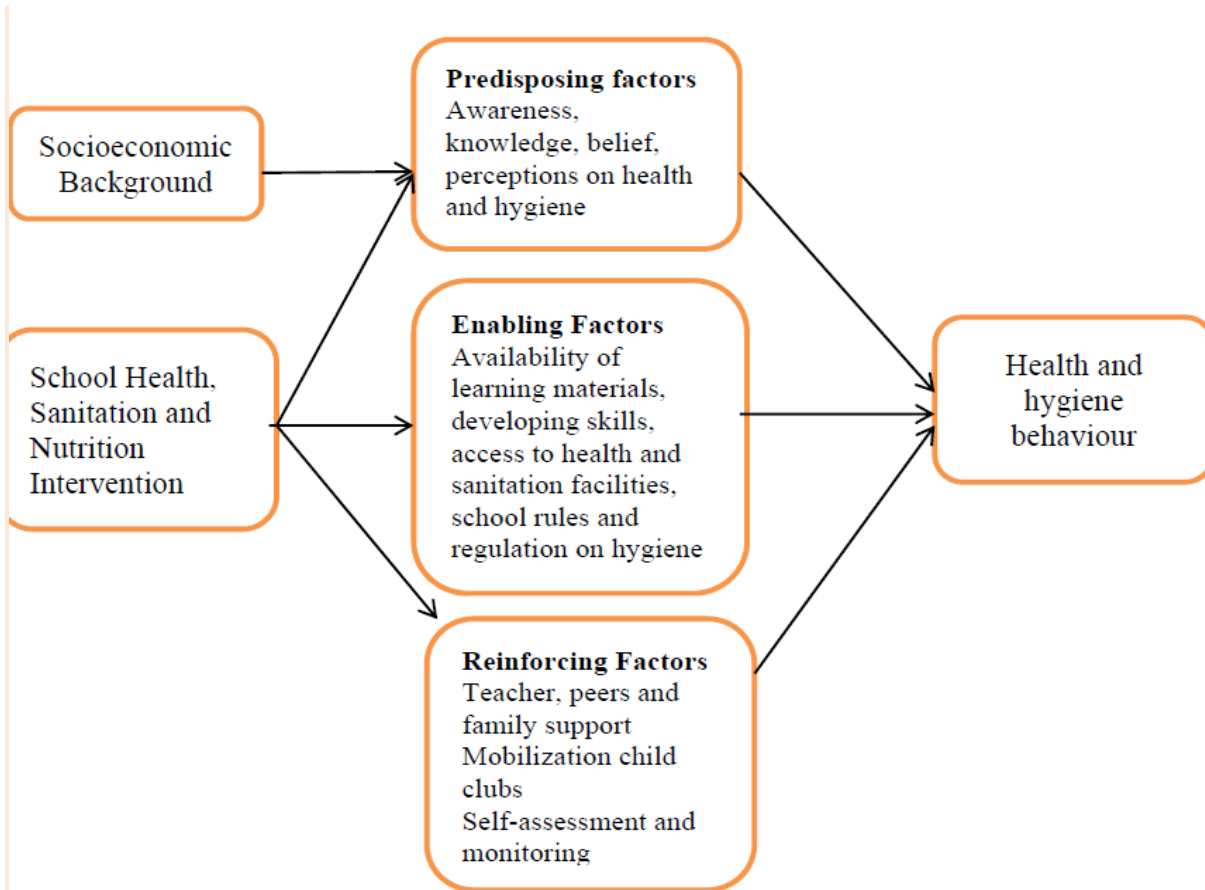 Socioeconomic
Background
School Health,
Sanitation and
Nutrition
Intervention
Predisposing factors
Awareness,
knowledge, belief,
perceptions on health
and hygiene
Enabling Factors
Availability of
learning materials,
developing skills,
access to health and
sanitation facilities,
school rules and
regulation on hygiene
Reinforcing Factors
Teacher, peers and
family support
Mobilization child
clubs
Self-assessment and
monitoring
Health and
hygiene
behaviour